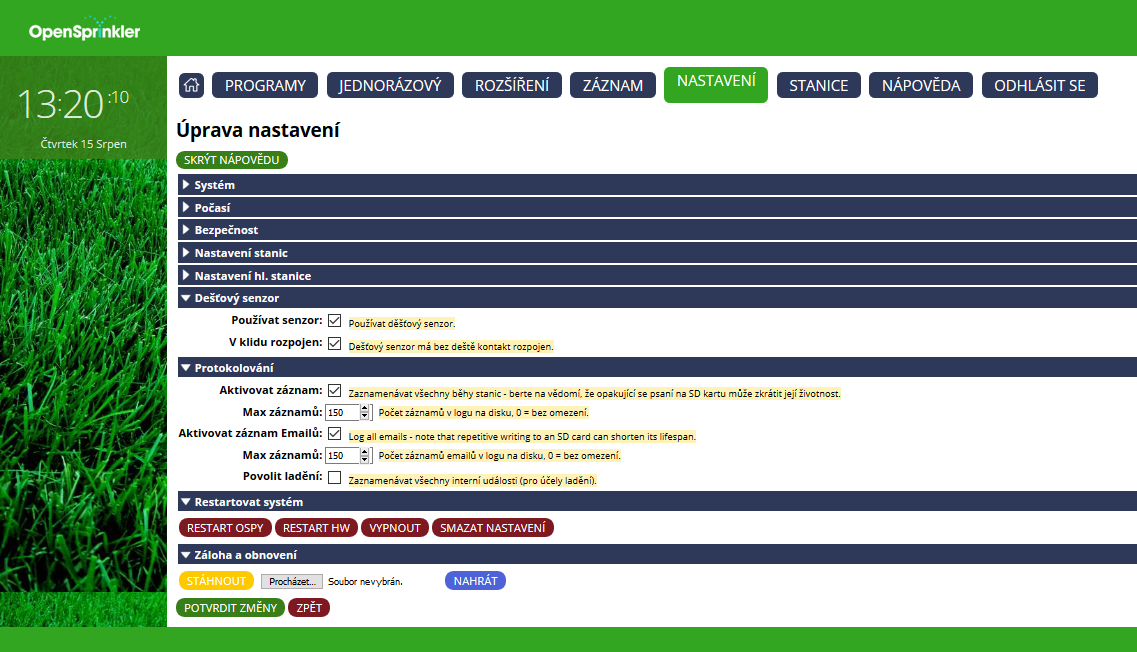 OpenSprinkler
13:20:10
Čtvrtek 15 Srpen
PROGRAMY JEDNORÁZOVÝ ROZŠÍŘENÍ ZÁZNAM NASTAVENÍ STANICE NÁPOVĚDA ODHLÁSIT SE
Úprava nastavení
SKRÝT NÁPOVĚDU
Systém
Počasí
Bezpečnost
Nastavení stanic
Nastavení hl. stanice
Dešťový senzor
Používat senzor: Používat děšťový senzor.
V klidu rozpojen: Dešťový senzor má bez deště kontakt rozpojen.
Protokolování
Aktivovat záznam: Zaznamenávat všechny běhy stanic - berte na vědomí, že opakující se psaní na SD kartu může zkrátit její životnost.
Max záznamů: 150 Počet záznamů v logu na disku, 0 = bez omezení.
Aktivovat záznam Emailů: Log all emails - note that repetitive writing to an SD card can shorten its lifespan.
Max záznamů: 150 Počet záznamů emailů v logu na disku, 0 = bez omezení.
Povolit ladění: Zaznamenávat všechny interní události (pro účely ladění).
Restartovat systém
RESTART OSPY RESTART HW VYPNOUT SMAZAT NASTAVENÍ
Záloha a obnovení
STÁHNOUT Procházet... Soubor nevybrán. NAHRÁT
POTVRDIT ZMĚNY ZPĚT